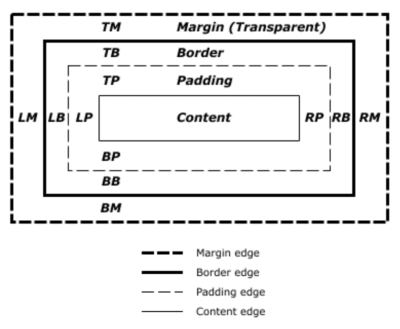 TM Margin (Transparent)
TB Border
TP Padding
LM LB LP Content RP RB RM
BP
BB
BM
Margin edge
Border edge
Padding edge
Content edge